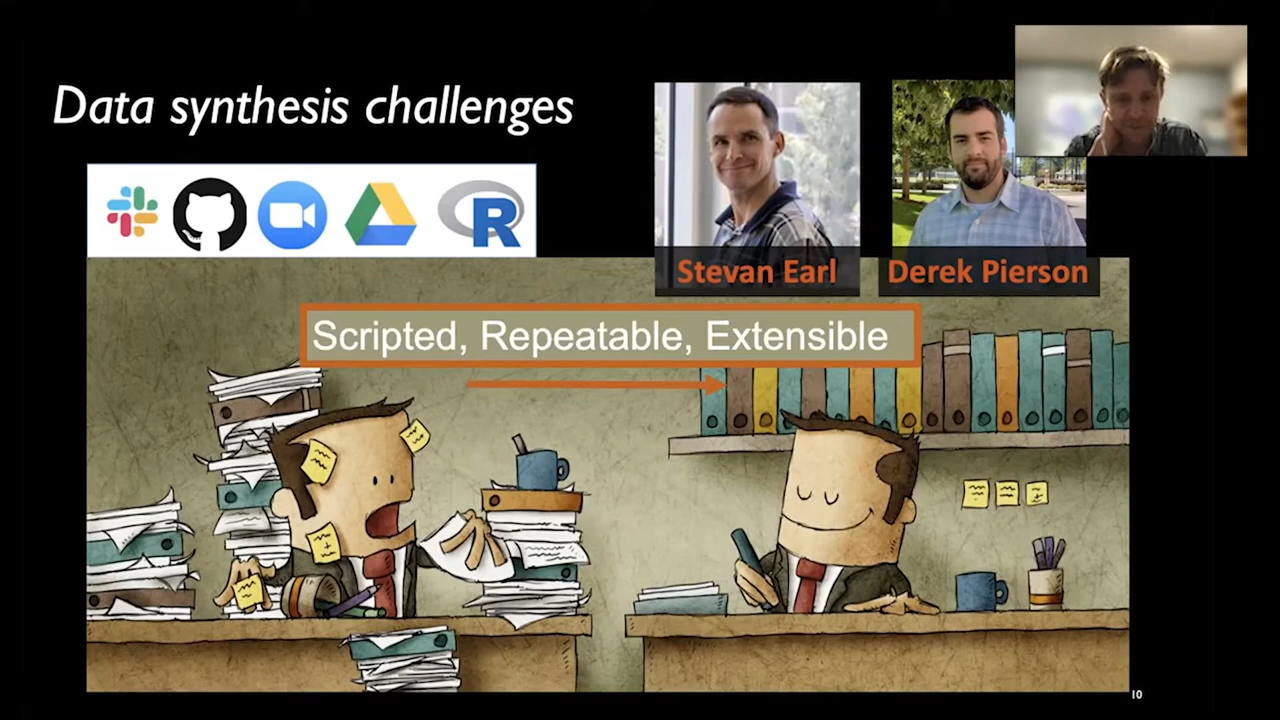 Data synthesis challenges
R
Stevan Earl
Derek Pierson
Scripted, Repeatable, Extensible
10